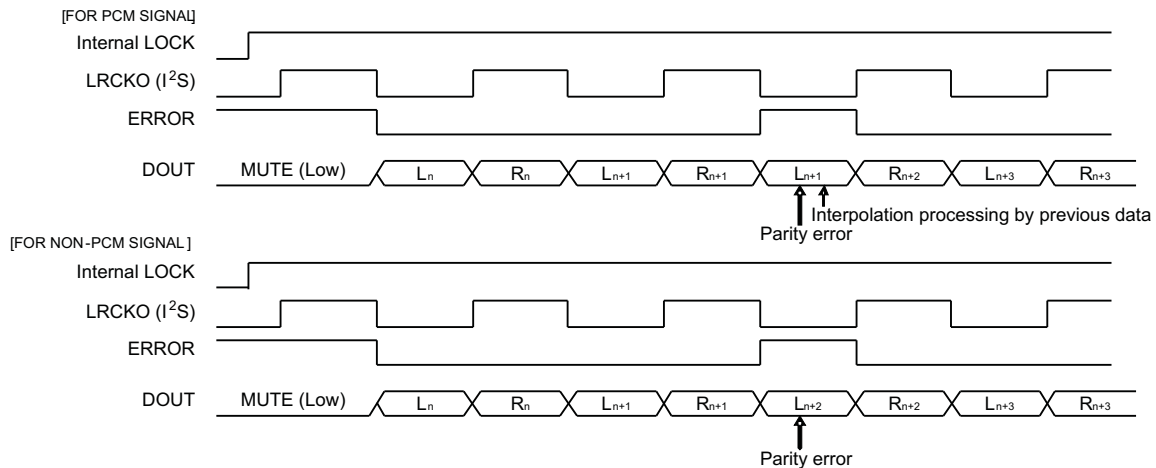 [FOR PCM SIGNAL]
Internal LOCK
LRCKO (I²S)
ERROR
DOUT MUTE (Low) Ln Rn Ln+1 Rn+1 Ln+1 Rn+2 Ln+3 Rn+3
Interpolation processing by previous data
Parity error
[FOR NON-PCM SIGNAL ]
Internal LOCK
LRCKO (I²S)
ERROR
DOUT MUTE (Low) Ln Rn Ln+1 Rn+1 Ln+2 Rn+2 Ln+3 Rn+3
Parity error